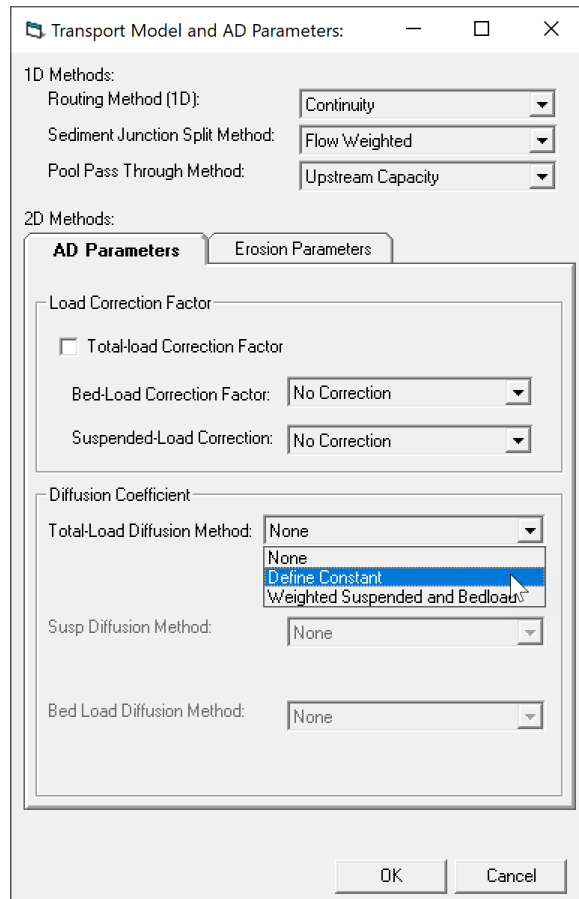 Transport Model and AD Parameters:
1D Methods:
Routing Method (1D): Continuity
Sediment Junction Split Method: Flow Weighted
Pool Pass Through Method: Upstream Capacity
2D Methods:
AD Parameters Erosion Parameters
Load Correction Factor
Total-load Correction Factor
Bed-Load Correction Factor: No Correction
Suspended-Load Correction: No Correction
Diffusion Coefficient
Total-Load Diffusion Method: None
None
Define Constant
Weighted Suspended and Bedload
Susp Diffusion Method: None
Bed Load Diffusion Method: None
OK Cancel